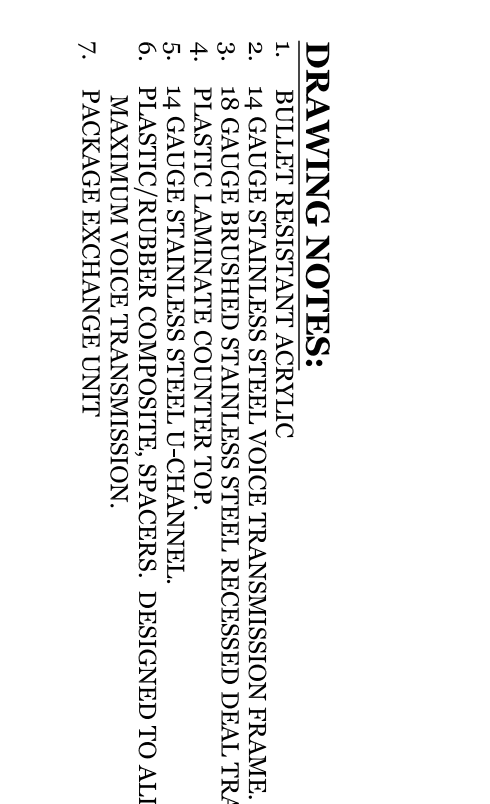 DRAWING NOTES:
1. BULLET RESISTANT ACRYLIC
2. 14 GAUGE STAINLESS STEEL VOICE TRANSMISSION FRAME.
3. 18 GAUGE BRUSHED STAINLESS STEEL RECESSED DEAL
4. PLASTIC LAMINATE COUNTER TOP.
5. 14 GAUGE STAINLESS STEEL U-CHANNEL.
6. PLASTIC/RUBBER COMPOSITE, SPACERS. DESIGNED TO
MAXIMUM VOICE TRANSMISSION.
7. PACKAGE EXCHANGE UNIT